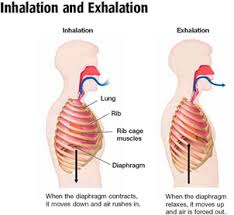 Inhalation and Exhalation
Inhalation
Exhalation
Lung
Rib
Rib cage
muscles
Diaphragm
When the diaphragm contracts,
it moves down and air rushes in.
When the diaphragm
relaxes, it moves up
and air is forced out.